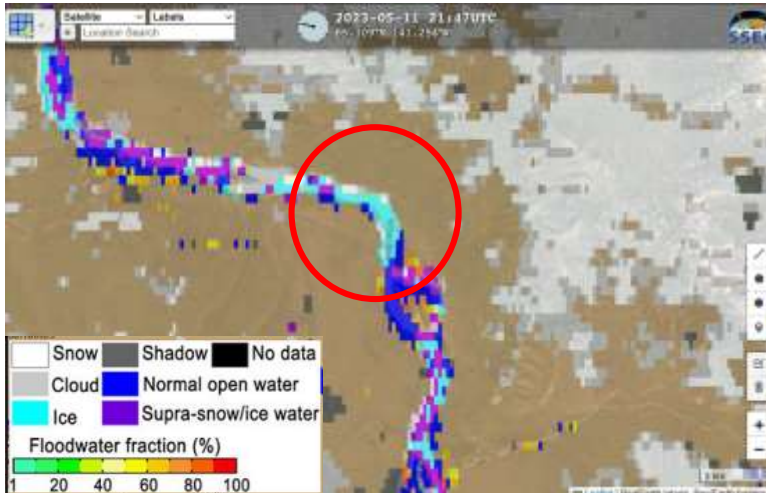 Satellite Labels
Location Search
2023-05-11 21:47UTC
SSEC
Snow Shadow No data
Cloud Normal open water
Ice Supra-snow/ice water
Floodwater fraction (%)
1 20 40 60 80 100